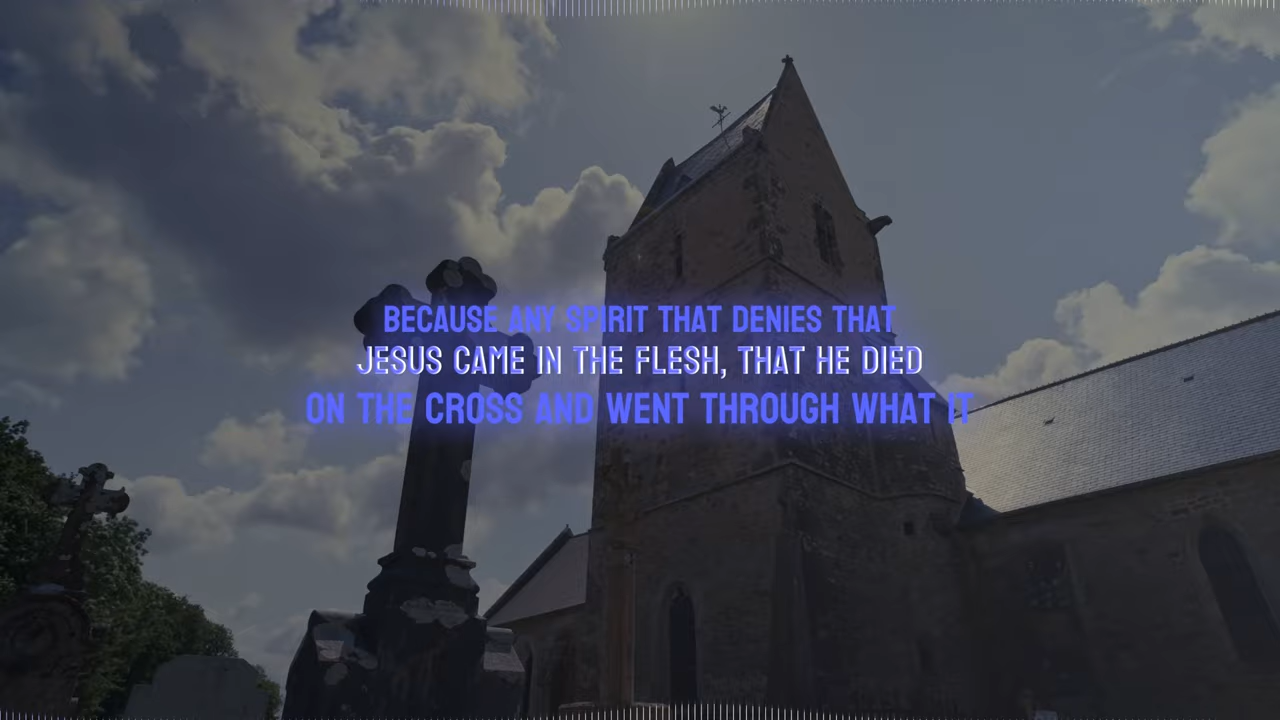 BECAUSE ANY SPIRIT THAT DENIES THAT
JESUS CAME IN THE FLESH, THAT HE DIED
ON THE CROSS AND WENT THROUGH WHAT IT